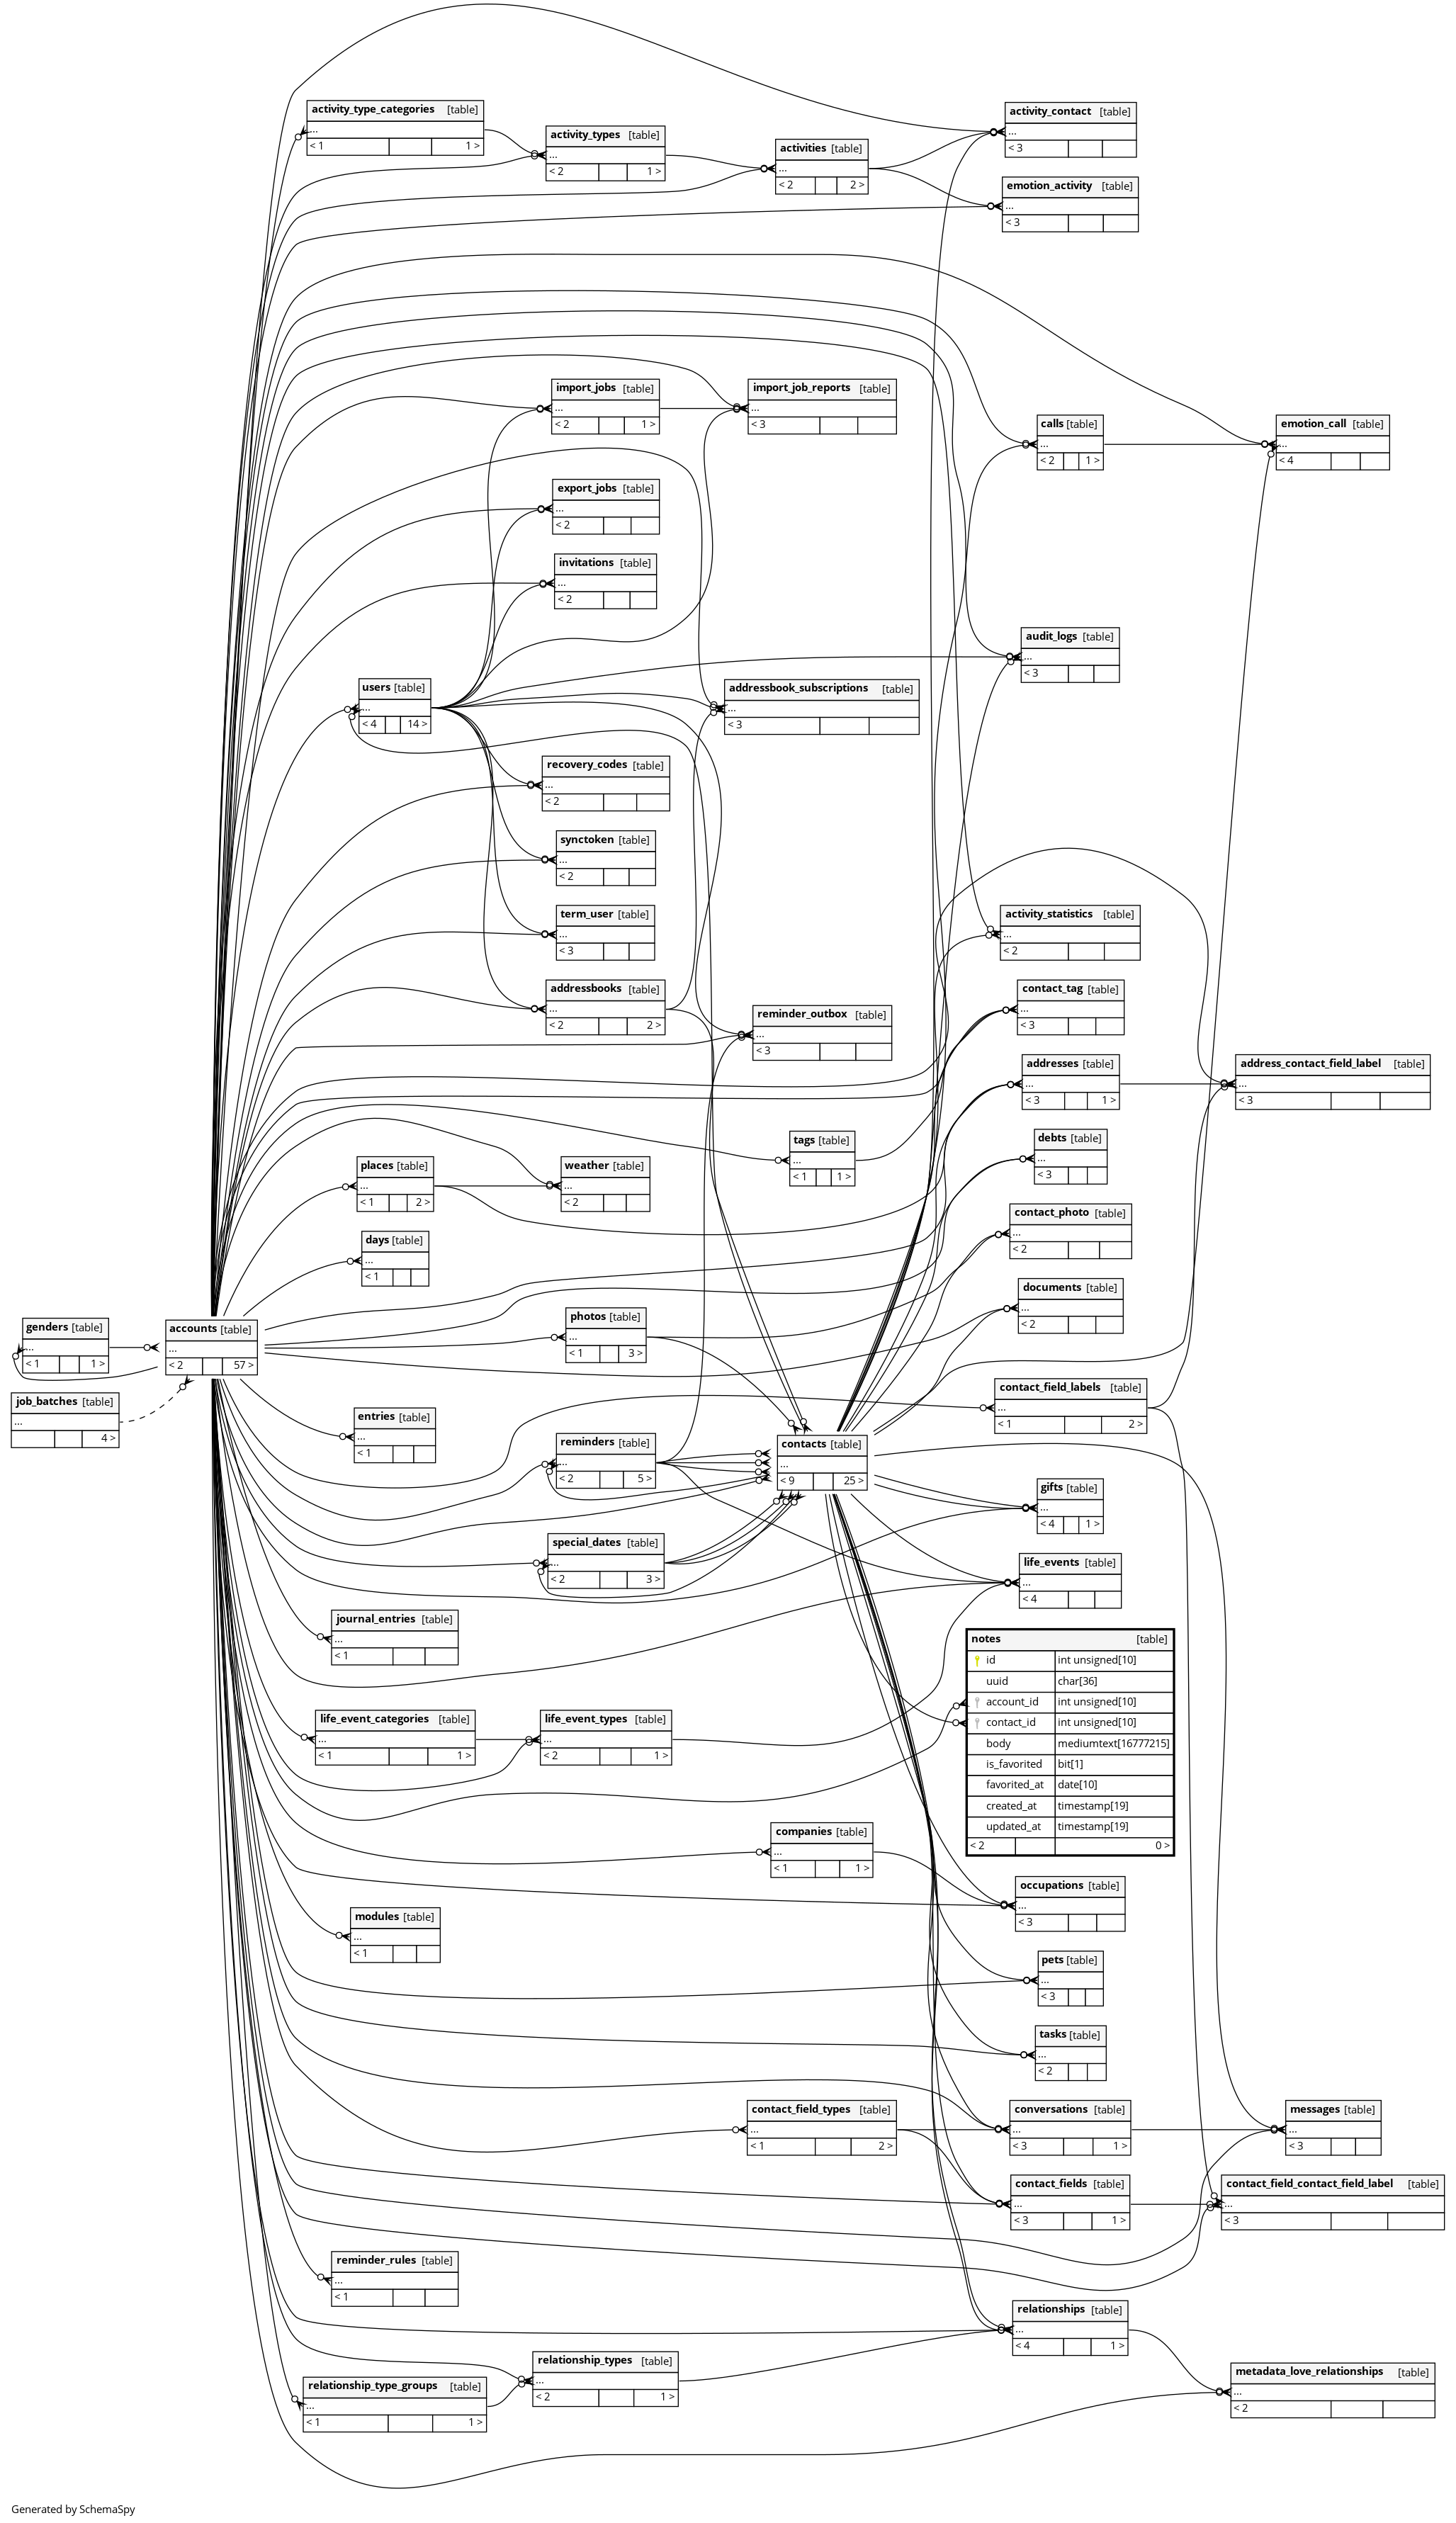 activity_type_categories [table]
...
< 1 1 >
activity_types [table]
...
< 2 1 >
activities [table]
...
< 2 2 >
activity_contact [table]
...
< 3
emotion_activity [table]
...
< 3
import_jobs [table]
...
< 2 1 >
import_job_reports [table]
...
< 3
calls [table]
...
< 2 1 >
emotion_call [table]
...
< 4
export_jobs [table]
...
< 2
invitations [table]
...
< 2
audit_logs [table]
...
< 3
users [table]
...
< 4 14 >
addressbook_subscriptions [table]
...
< 3
recovery_codes [table]
...
< 2
synctoken [table]
...
< 2
term_user [table]
...
< 3
activity_statistics [table]
...
< 2
addressbooks [table]
...
< 2 2 >
contact_tag [table]
...
< 3
reminder_outbox [table]
...
< 3
addresses [table]
...
< 3 1 >
address_contact_field_label [table]
...
< 3
tags [table]
...
< 1 1 >
debts [table]
...
< 3
places [table]
...
< 1 2 >
weather [table]
...
< 2
contact_photo [table]
...
< 2
days [table]
...
< 1
documents [table]
...
< 2
genders [table]
...
< 1 1 >
accounts [table]
...
< 2 57 >
photos [table]
...
< 1 3 >
job_batches [table]
...
4 >
contact_field_labels [table]
...
< 1 2 >
entries [table]
...
< 1
reminders [table]
...
< 2 5 >
contacts [table]
...
< 9 25 >
gifts [table]
...
< 4 1 >
special_dates [table]
...
< 2 3 >
life_events [table]
...
< 4
journal_entries [table]
...
< 1
notes [table]
id int unsigned[10]
uuid char[36]
account_id int unsigned[10]
contact_id int unsigned[10]
body mediumtext[16777215]
is_favorited bit[1]
favorited_at date[10]
created_at timestamp[19]
updated_at timestamp[19]
< 2 0 >
life_event_categories [table]
...
< 1 1 >
life_event_types [table]
...
< 2 1 >
companies [table]
...
< 1 1 >
occupations [table]
...
< 3
modules [table]
...
< 1
pets [table]
...
< 3
tasks [table]
...
< 2
contact_field_types [table]
...
< 1 2 >
conversations [table]
...
< 3 1 >
messages [table]
...
< 3
contact_fields [table]
...
< 3 1 >
contact_field_contact_field_label [table]
...
< 3
reminder_rules [table]
...
< 1
relationships [table]
...
< 4 1 >
relationship_types [table]
...
< 2 1 >
metadata_love_relationships [table]
...
< 2
relationship_type_groups [table]
...
< 1 1 >
Generated by SchemaSpy